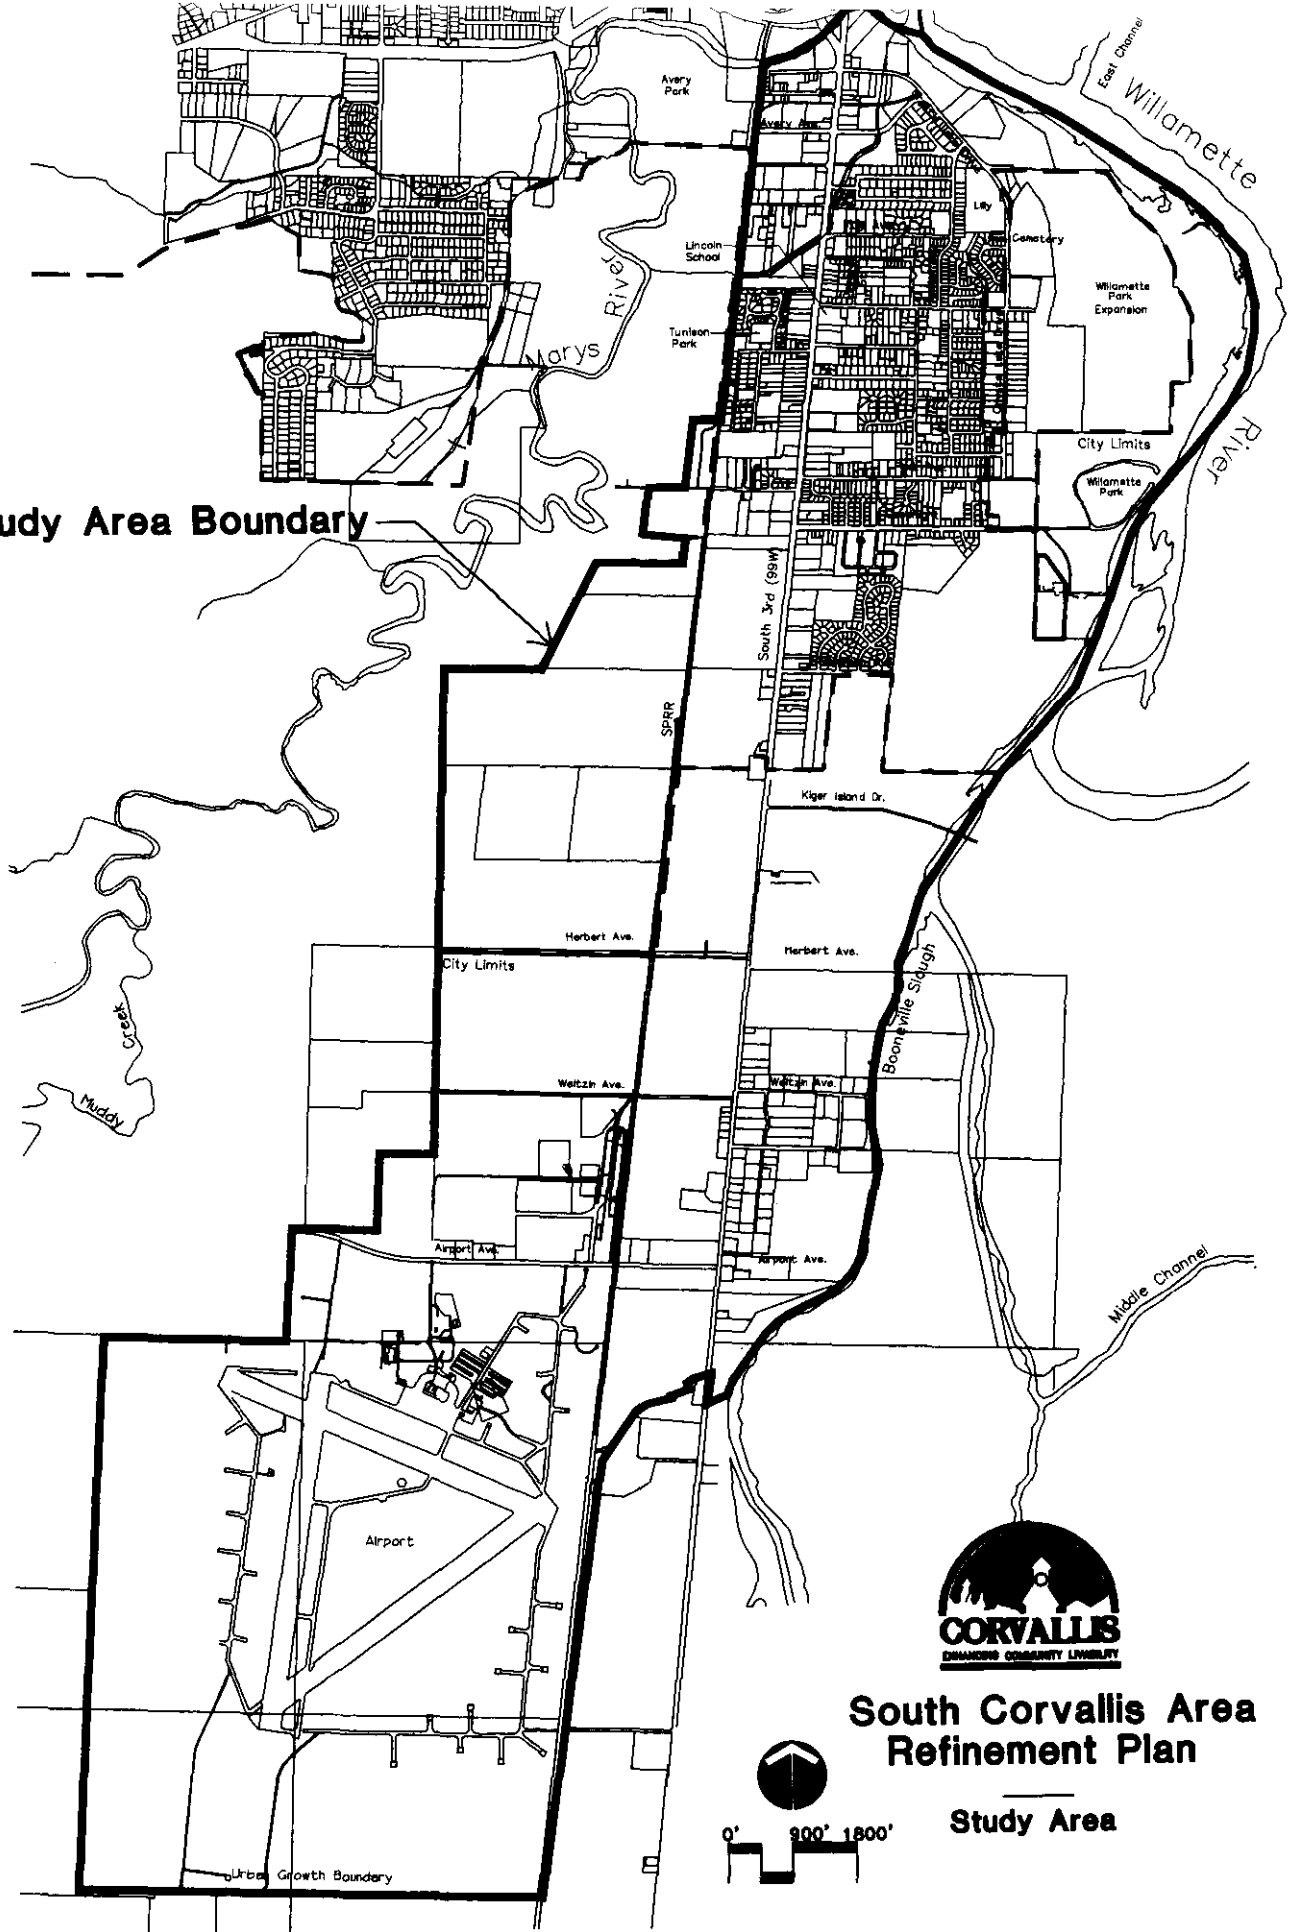 East Channel
Willamette
River
Avery
Park
Avery Ave.
Lilly
Cemetery
Lincoln
School
Willamette
Park
Expansion
River
Marys
Tunison
Park
City Limits
Willamette
Park
udy Area Boundary
South 3rd (99W)
SPRR
Kiger Island Dr.
Herbert Ave.
Herbert Ave.
City Limits
Booneville Slough
Creek
Muddy
Weltzin Ave.
Weltzin Ave.
Airport Ave.
Airport Ave.
Middle Channel
Airport
CORVALLIS
ENHANCING COMMUNITY LIVABILITY
South Corvallis Area
Refinement Plan
Study Area
0' 900' 1800'
Urban Growth Boundary